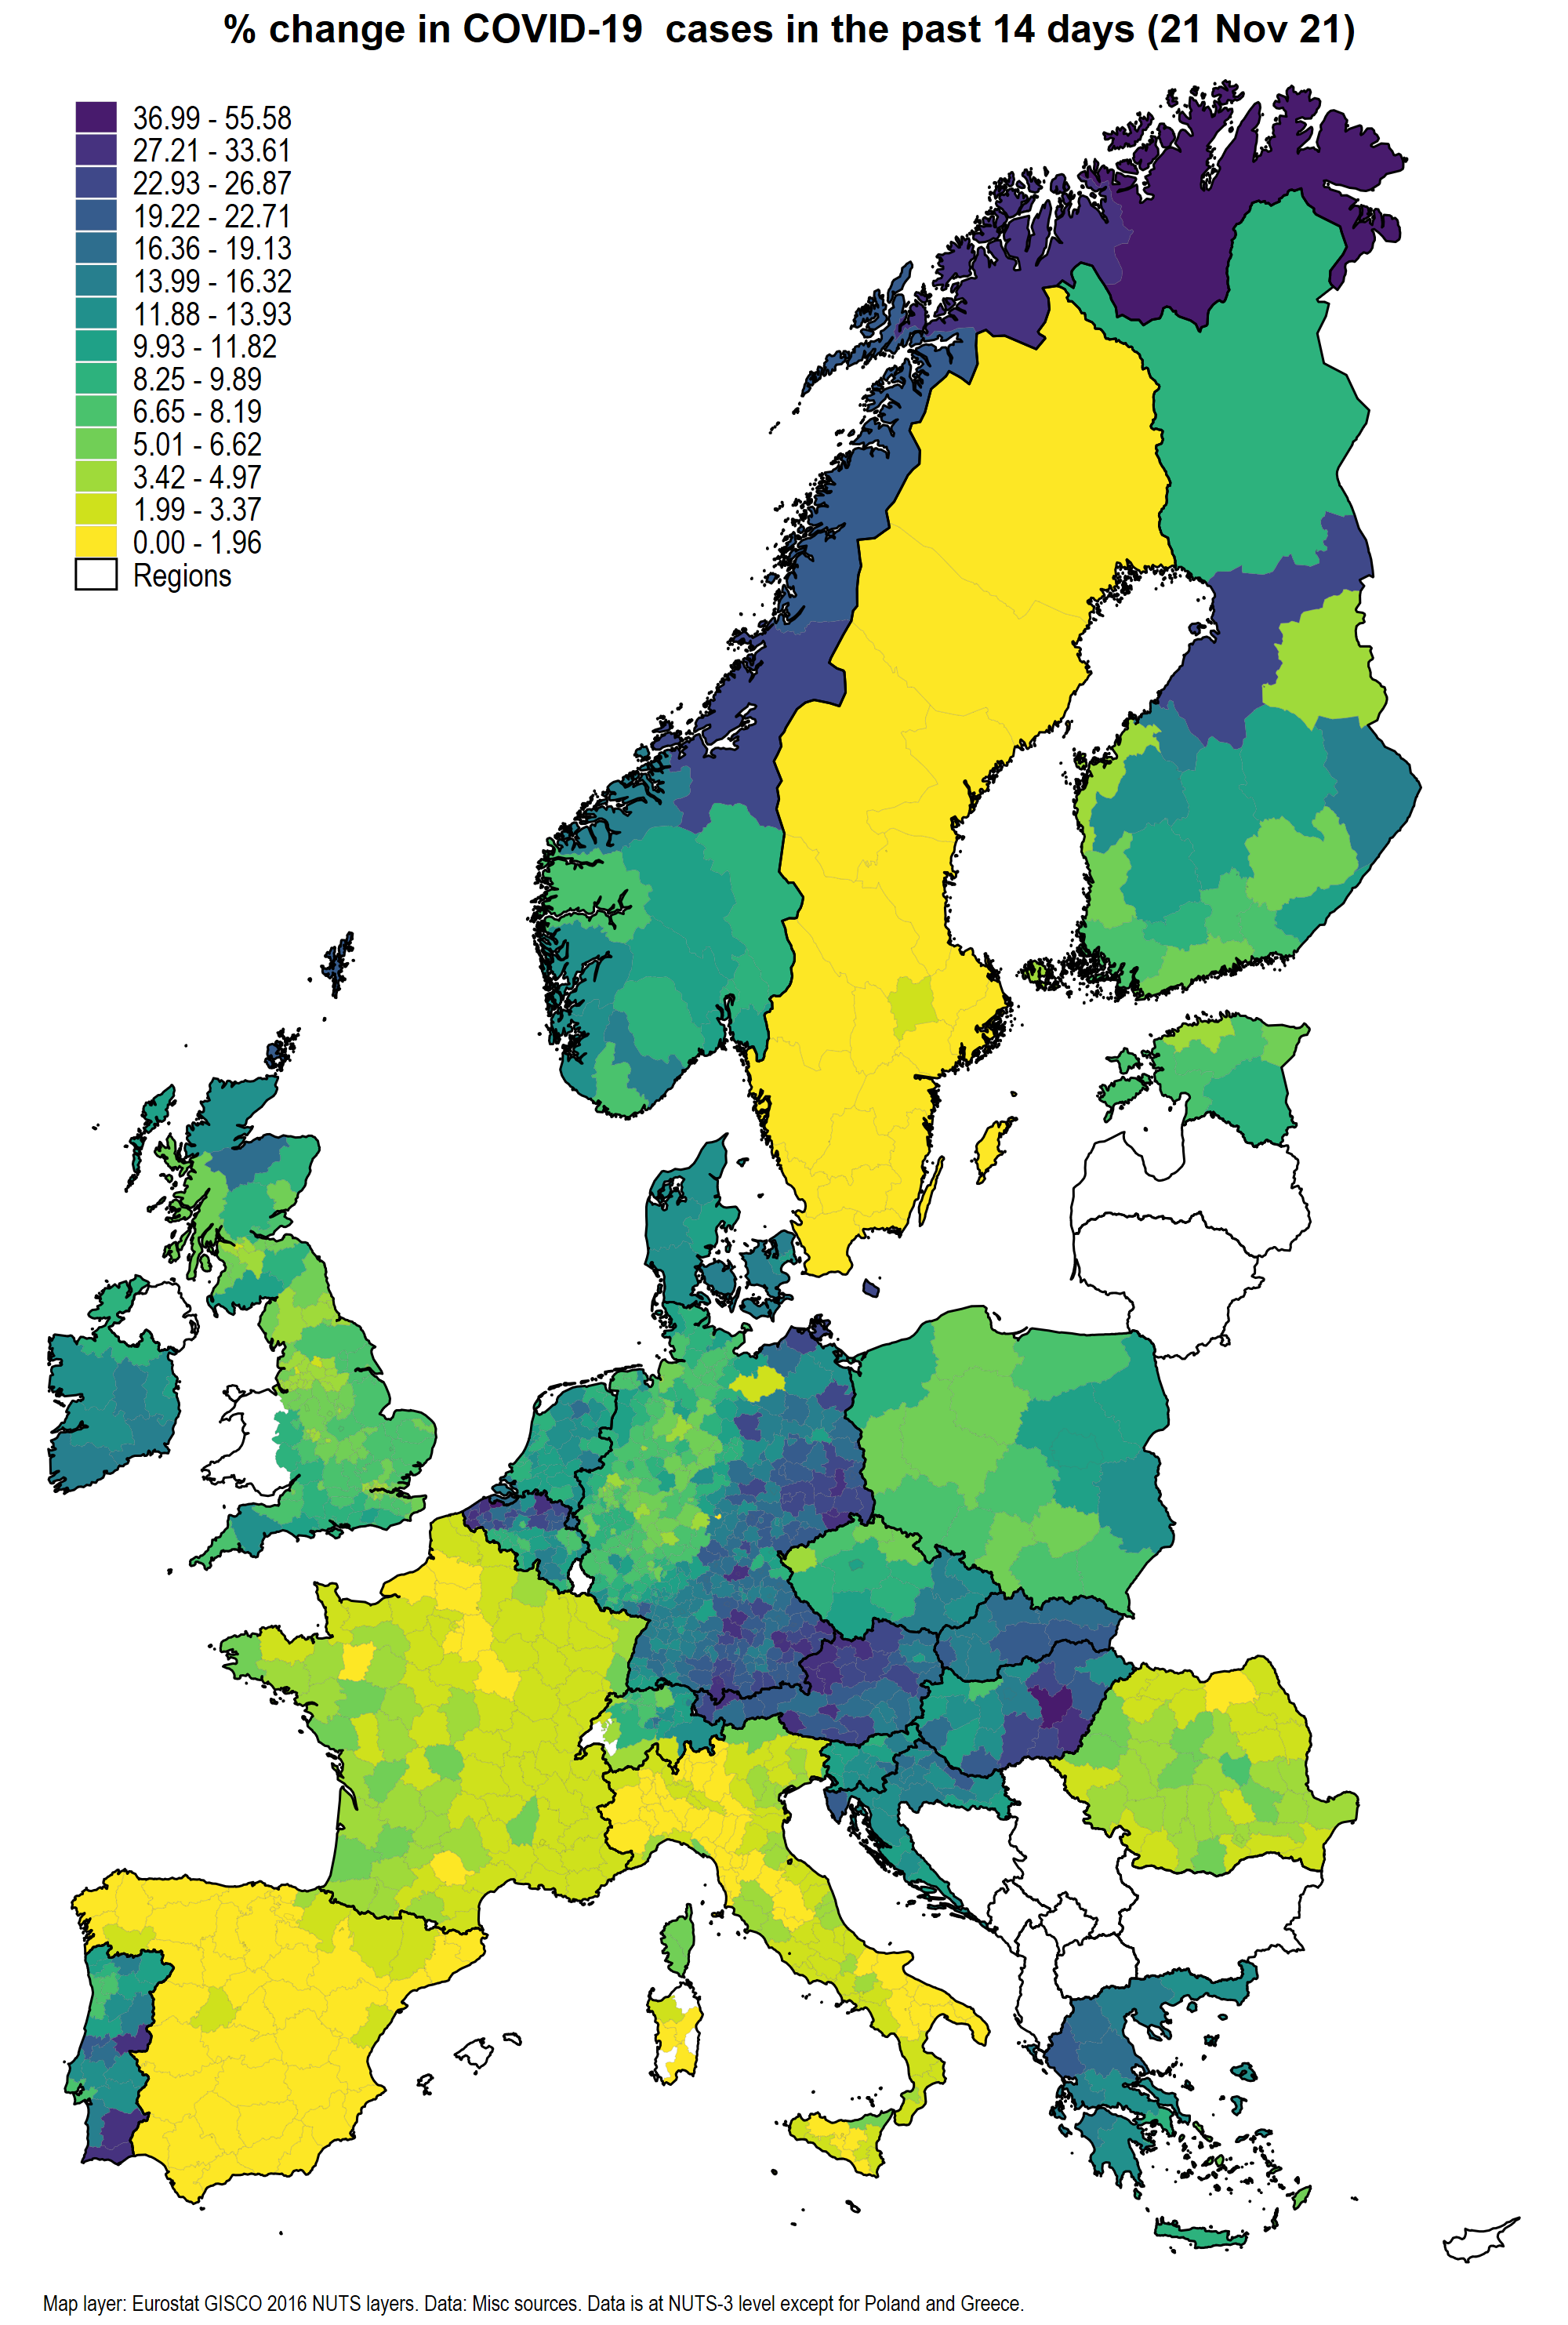 % change in COVID-19  cases in the past 14 days (21 Nov 21)
36.99 - 55.58
27.21 - 33.61
22.93 - 26.87
19.22 - 22.71
16.36 - 19.13
13.99 - 16.32
11.88 - 13.93
9.93 - 11.82
8.25 - 9.89
6.65 - 8.19
5.01 - 6.62
3.42 - 4.97
1.99 - 3.37
0.00 - 1.96
Regions
Map layer: Eurostat GISCO 2016 NUTS layers. Data: Misc sources. Data is at NUTS-3 level except for Poland and Greece.